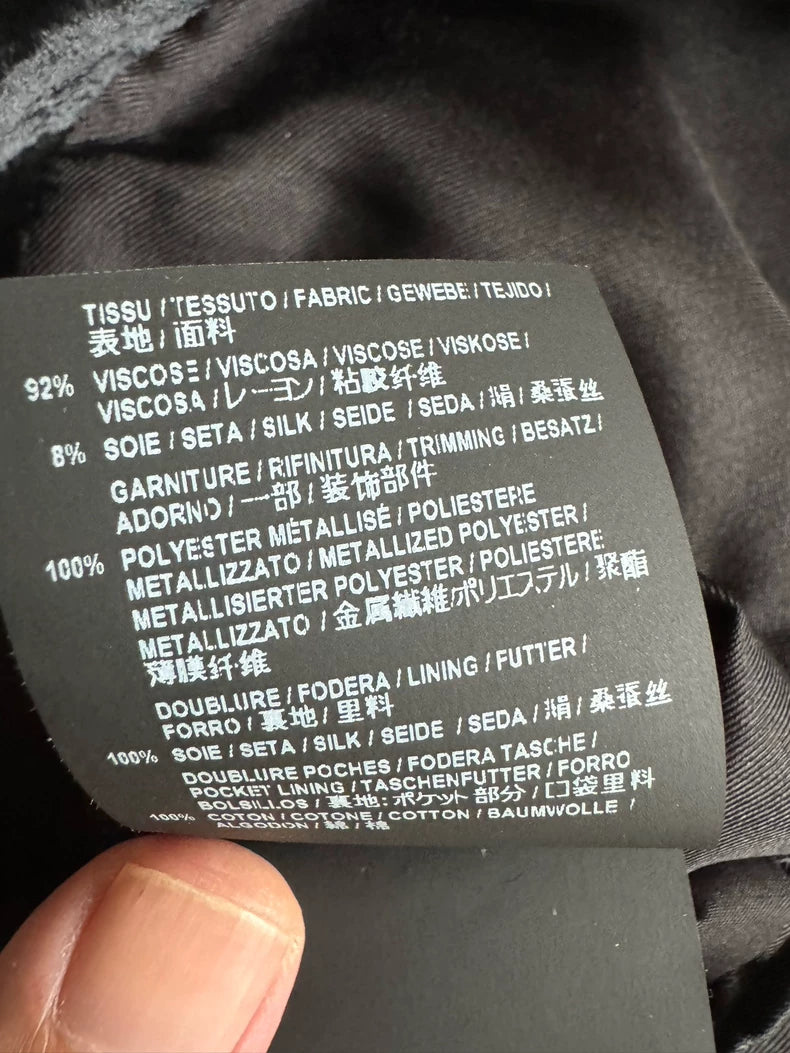 TISSU / TESSUTO / FABRIC / GEWEBE / TEJIDO /
表地 / 面料
92% VISCOSE / VISCOSA / VISCOSE / VISKOSE /
VISCOSA / レーヨン / 粘胶纤维
8% SOIE / SETA / SILK / SEIDE / SEDA / 絹 / 桑蚕丝
GARNITURE / RIFINITURA / TRIMMING / BESATZ /
ADORNO / 一部 / 装饰部件
100% POLYESTER MÉTALLISÉ / POLIESTERE
METALLIZZATO / METALLIZED POLYESTER /
METALLISIERTER POLYESTER / POLIESTERE
METALLIZZATO / 金属繊維/ポリエステル / 聚酯
薄膜纤维
DOUBLURE / FODERA / LINING / FUTTER /
FORRO / 裏地 / 里料
100% SOIE / SETA / SILK / SEIDE / SEDA / 絹 / 桑蚕丝
DOUBLURE POCHES / FODERA TASCHE /
POCKET LINING / TASCHENFUTTER / FORRO
BOLSILLOS / 裏地: ポケット部分 / 口袋里料
100% COTON / COTONE / COTTON / BAUMWOLLE /
ALGODON / 綿 / 棉